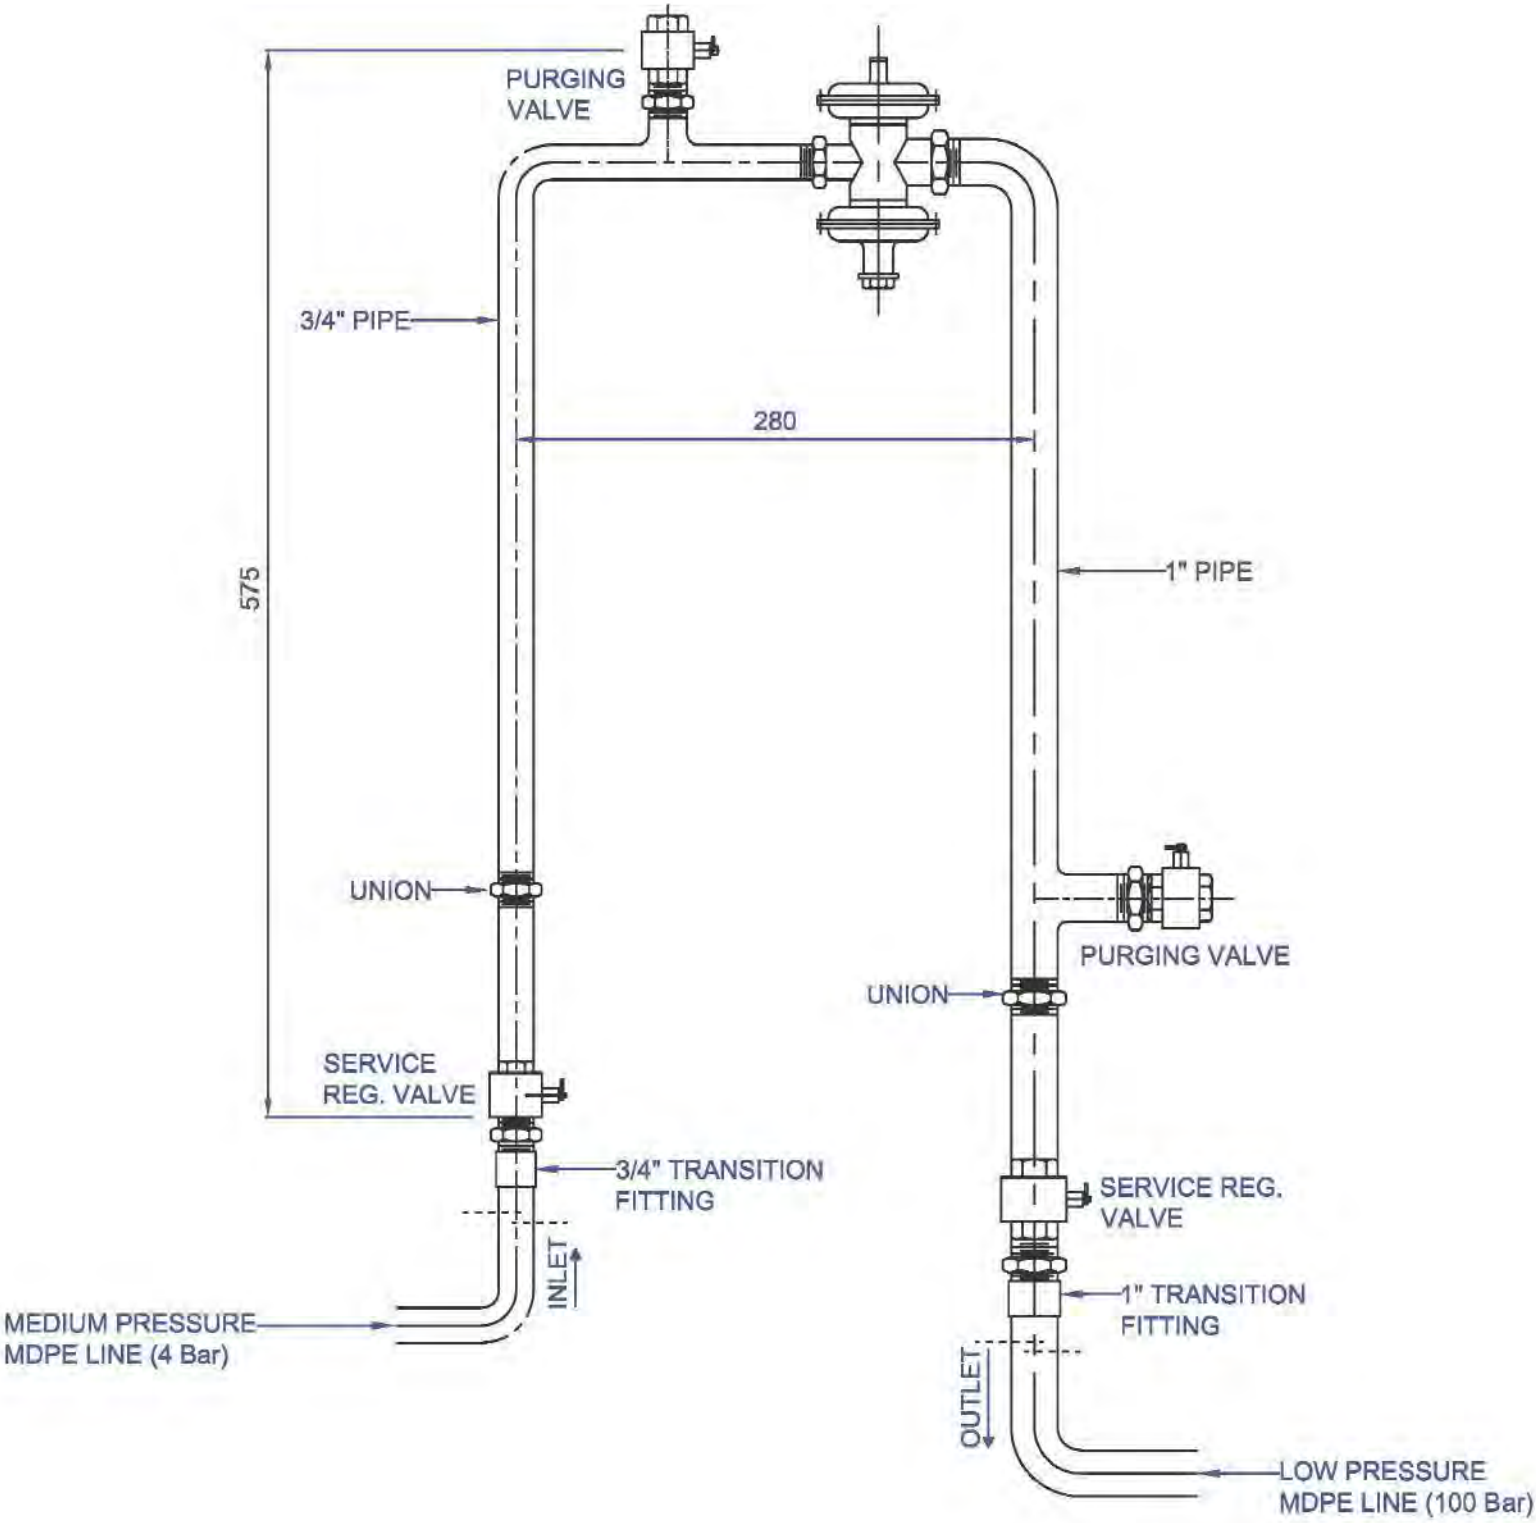 PURGING
VALVE
3/4" PIPE
280
575
1" PIPE
UNION
PURGING VALVE
UNION
SERVICE
REG. VALVE
3/4" TRANSITION
FITTING
SERVICE REG.
VALVE
INLET
1" TRANSITION
FITTING
MEDIUM PRESSURE
MDPE LINE (4 Bar)
OUTLET
LOW PRESSURE
MDPE LINE (100 Bar)